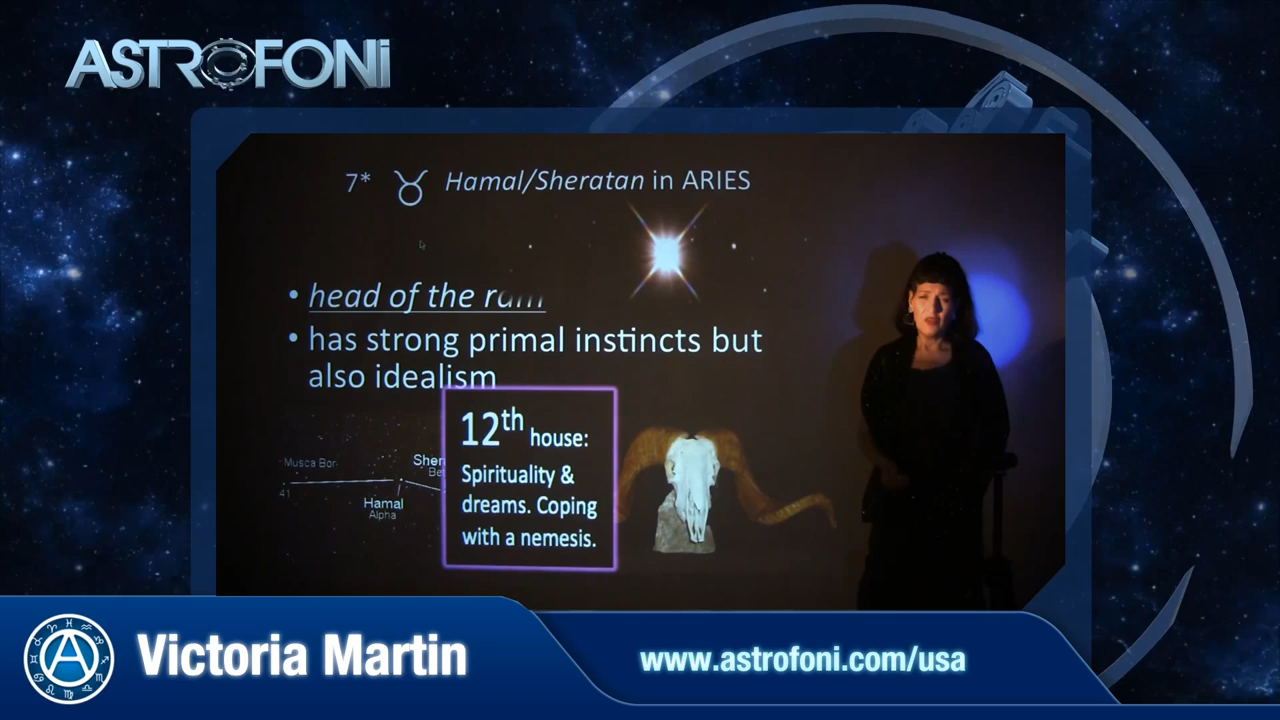 ASTROFONi
7* ♉ Hamal/Sheratan in ARIES
• head of the ram
• has strong primal instincts but
also idealism
12th house:
Spirituality &
dreams. Coping
with a nemesis.
Musca Bor
41
Hamal
Alpha
Victoria Martin
www.astrofoni.com/usa